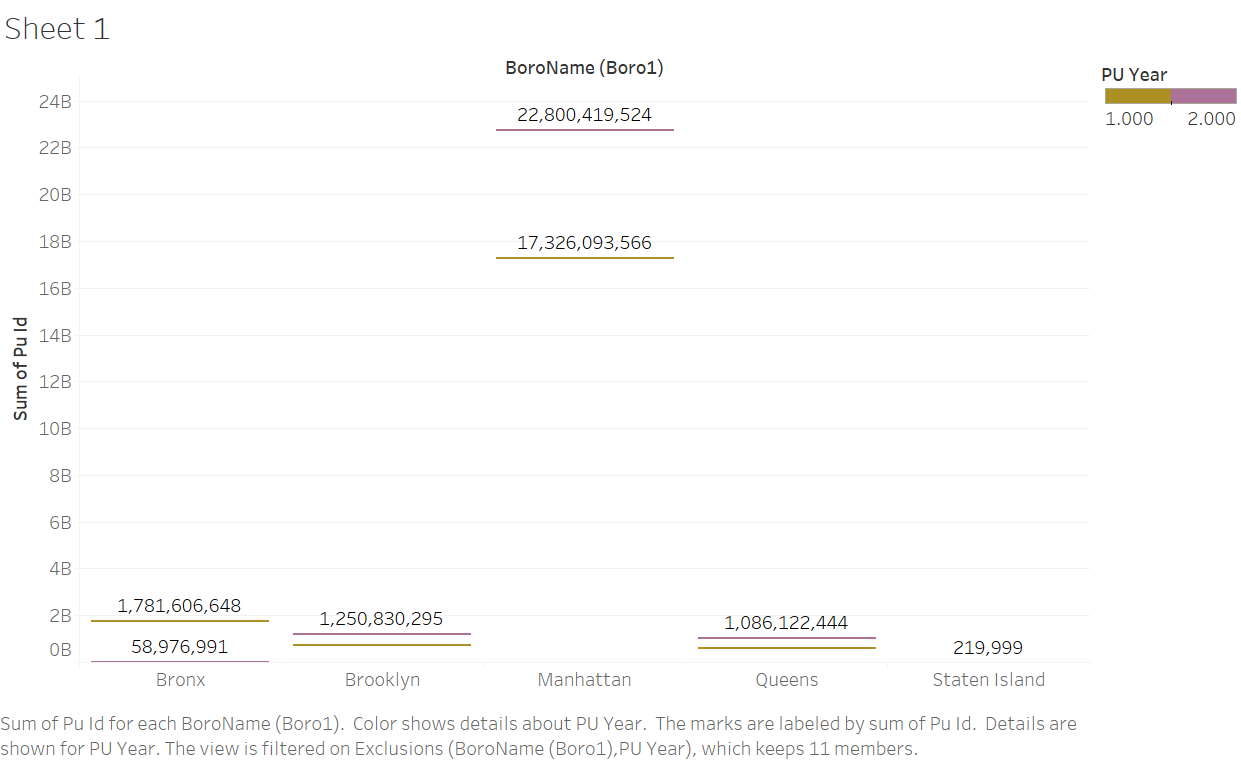 Sheet 1
BoroName (Boro1)
PU Year
1.000 2.000
Sum of Pu Id
24B
22B
20B
18B
16B
14B
12B
10B
8B
6B
4B
2B
0B
22,800,419,524
17,326,093,566
1,781,606,648
58,976,991
1,250,830,295
1,086,122,444
219,999
Bronx Brooklyn Manhattan Queens Staten Island
Sum of Pu Id for each BoroName (Boro1). Color shows details about PU Year. The marks are labeled by sum of Pu Id. Details are
shown for PU Year. The view is filtered on Exclusions (BoroName (Boro1),PU Year), which keeps 11 members.